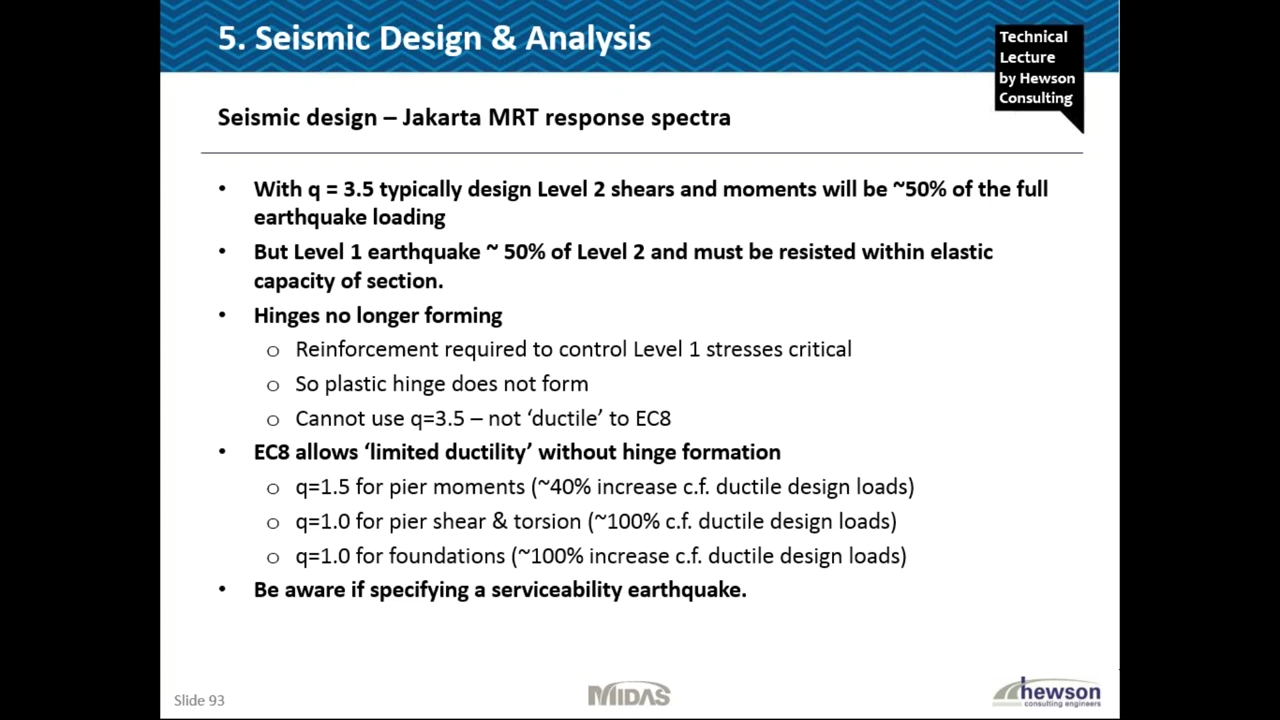 5. Seismic Design & Analysis
Technical
Lecture
by Hewson
Consulting
Seismic design – Jakarta MRT response spectra
• With q = 3.5 typically design Level 2 shears and moments will be ~50% of the full
earthquake loading
• But Level 1 earthquake ~ 50% of Level 2 and must be resisted within elastic
capacity of section.
• Hinges no longer forming
o Reinforcement required to control Level 1 stresses critical
o So plastic hinge does not form
o Cannot use q=3.5 – not ‘ductile’ to EC8
• EC8 allows ‘limited ductility’ without hinge formation
o q=1.5 for pier moments (~40% increase c.f. ductile design loads)
o q=1.0 for pier shear & torsion (~100% c.f. ductile design loads)
o q=1.0 for foundations (~100% increase c.f. ductile design loads)
• Be aware if specifying a serviceability earthquake.
Slide 93
MIDAS
hewson
consulting engineers